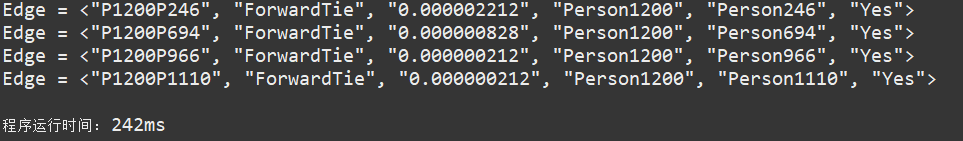 Edge = <"P1200P246", "ForwardTie", "0.000002212", "Person1200", "Person246", "Yes">
Edge = <"P1200P694", "ForwardTie", "0.000000828", "Person1200", "Person694", "Yes">
Edge = <"P1200P966", "ForwardTie", "0.000000212", "Person1200", "Person966", "Yes">
Edge = <"P1200P1110", "ForwardTie", "0.000000212", "Person1200", "Person1110", "Yes">
程序运行时间：242ms